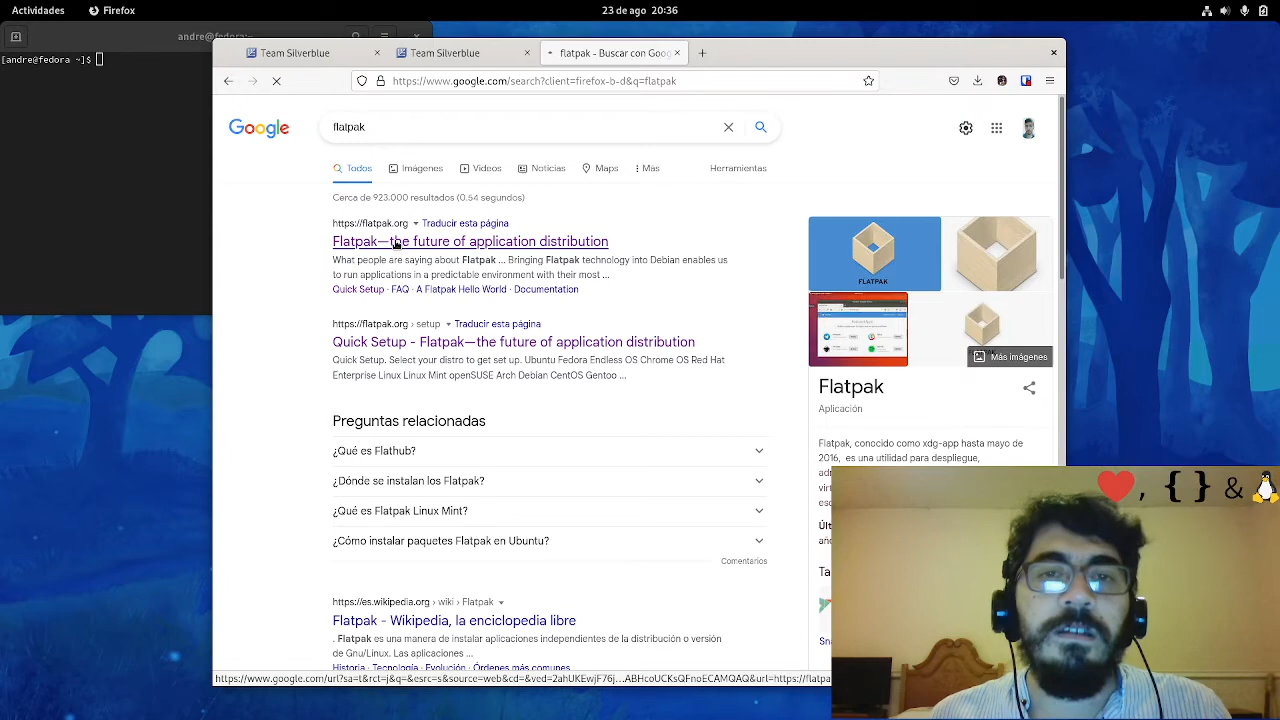 Actividades
Firefox
23 de ago 20:36
andre@fedora
[andre@fedora ~]$
Team Silverblue
Team Silverblue
flatpak - Buscar con Goog
https://www.google.com/search?client=firefox-b-d&q=flatpak
Google
flatpak
Todos
Imágenes
Videos
Noticias
Maps
Más
Herramientas
Cerca de 923.000 resultados (0.54 segundos)
https://flatpak.org
Traducir esta página
Flatpak—the future of application distribution
What people are saying about Flatpak ... Bringing Flatpak technology into Debian enables us
to run applications in a predictable environment with their most ...
Quick Setup · FAQ · A Flatpak Hello World · Documentation
https://flatpak.org › setup
Traducir esta página
Quick Setup - Flatpak—the future of application distribution
Quick Setup. Select your distro to get set up. Ubuntu Fedora Endless OS Chrome OS Red Hat
Enterprise Linux Linux Mint openSUSE Arch Debian CentOS Gentoo ...
Preguntas relacionadas
¿Qué es Flathub?
¿Dónde se instalan los Flatpak?
¿Qué es Flatpak Linux Mint?
¿Cómo instalar paquetes Flatpak en Ubuntu?
Comentarios
https://es.wikipedia.org › wiki › Flatpak
Flatpak - Wikipedia, la enciclopedia libre
. Flatpak es una manera de instalar aplicaciones independientes de la distribución o versión
de Gnu/Linux. Las aplicaciones ...
Historia · Tecnología · Evolución · Órdenes más comunes
FLATPAK
Más imágenes
Flatpak
Aplicación
Flatpak, conocido como xdg-app hasta mayo de
2016, es una utilidad para despliegue,
, { } &